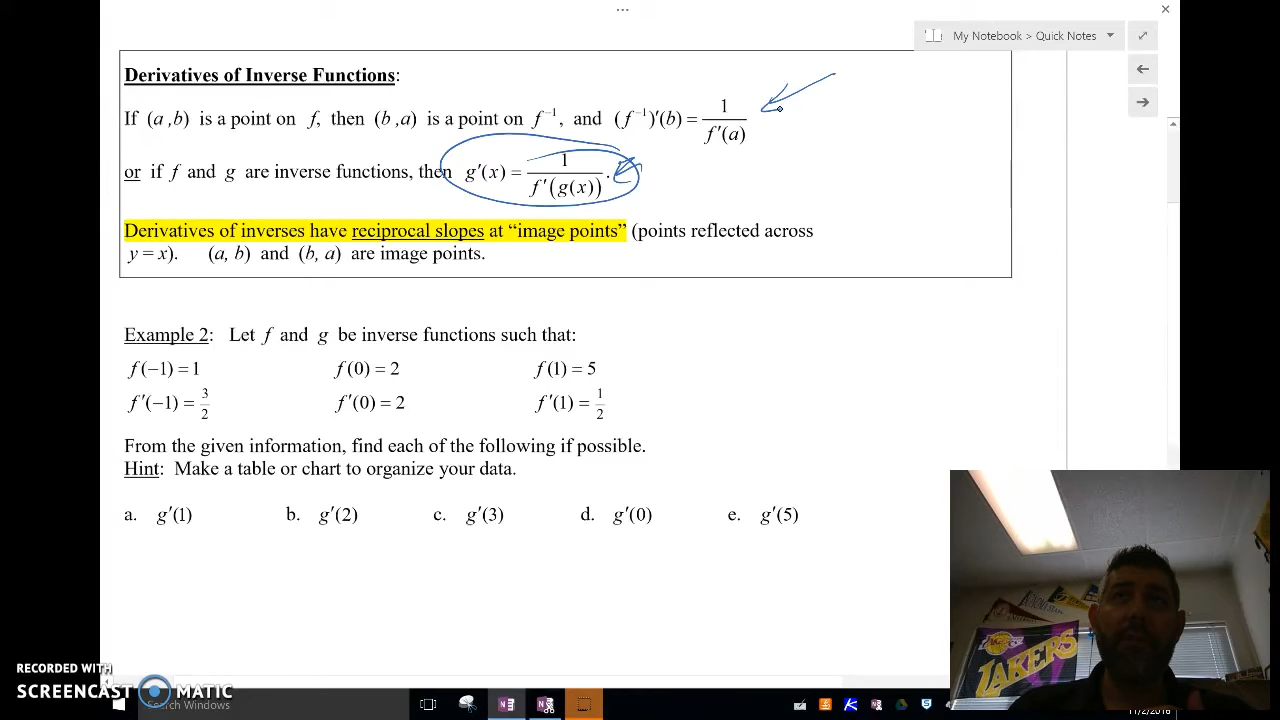 ...
My Notebook > Quick Notes
Derivatives of Inverse Functions:
If (a ,b) is a point on f, then (b ,a) is a point on f⁻¹, and (f⁻¹)′(b) = 1/f′(a)
or if f and g are inverse functions, then g′(x) = 1/f′(g(x)).
Derivatives of inverses have reciprocal slopes at “image points” (points reflected across
y = x). (a, b) and (b, a) are image points.
Example 2: Let f and g be inverse functions such that:
f(−1) = 1 f(0) = 2 f(1) = 5
f′(−1) = 3/2 f′(0) = 2 f′(1) = 1/2
From the given information, find each of the following if possible.
Hint: Make a table or chart to organize your data.
a. g′(1) b. g′(2) c. g′(3) d. g′(0) e. g′(5)
LAKERS
RECORDED WITH
SCREENCAST MATIC
Search Windows
11/2/2016